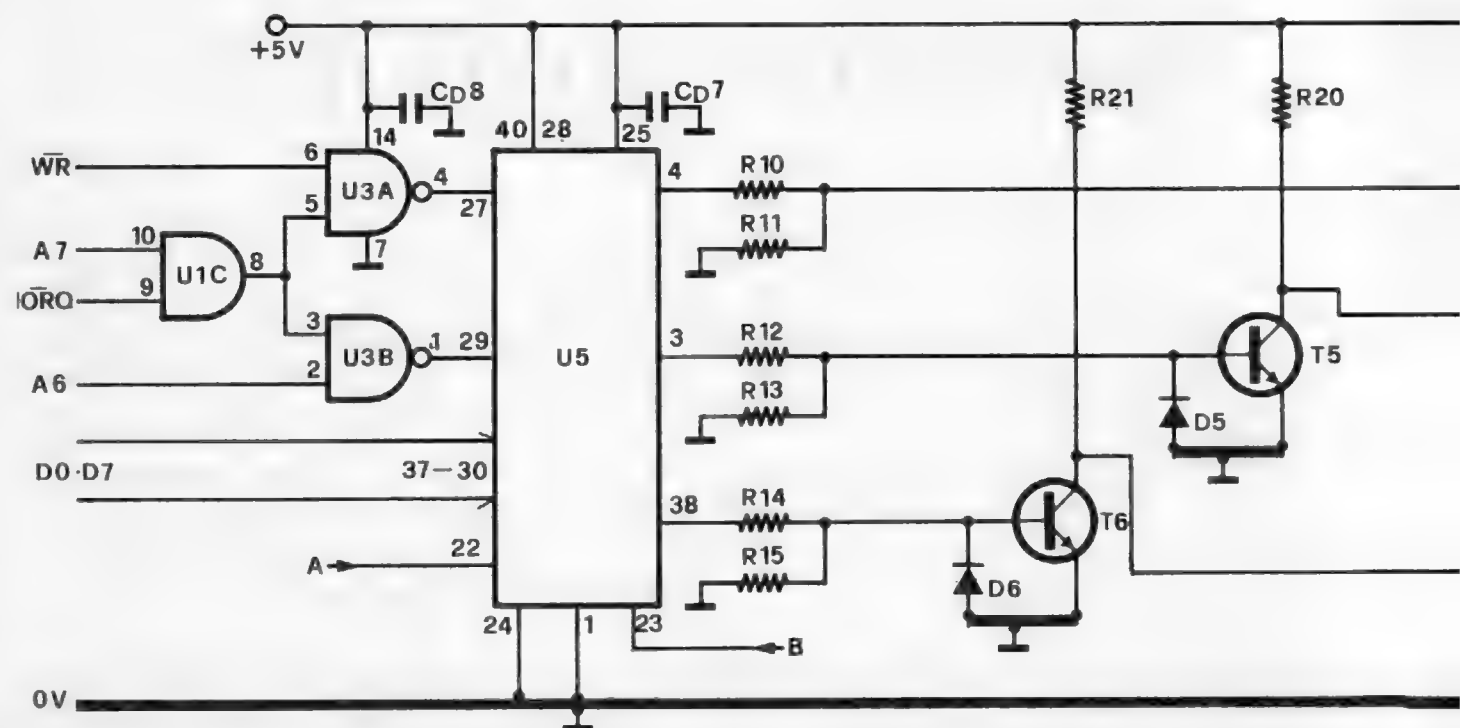 +5V
CD8
CD7
R21
R20
14
40
28
25
W̅R̅
6
4
R10
U3A
4
5
27
R11
A7
10
7
U1C
8
I̅O̅R̅Q̅
9
3
1
29
3
R12
U3B
U5
T5
A6
2
R13
D5
D0-D7
37-30
38
R14
T6
22
R15
A
D6
24
1
23
B
0V